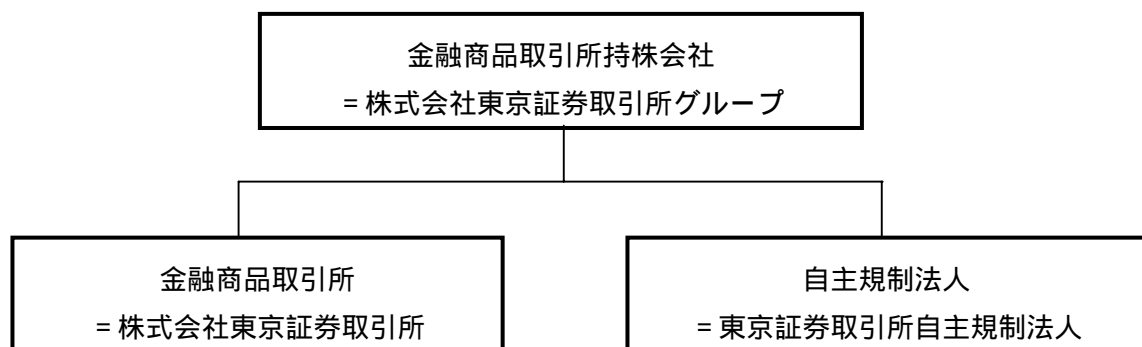 金融商品取引所持株会社
= 株式会社東京証券取引所グループ
金融商品取引所
= 株式会社東京証券取引所
自主規制法人
= 東京証券取引所自主規制法人